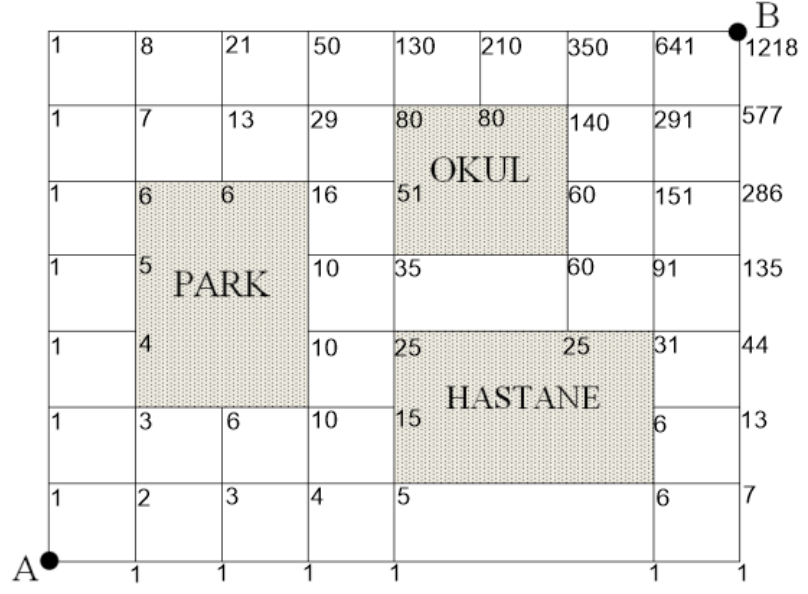 B
1 8 21 50 130 210 350 641 1218
1 7 13 29 80 80 140 291 577
OKUL
1 6 6 16 51 60 151 286
1 5 10 35 60 91 135
PARK
1 4 10 25 25 31 44
HASTANE
1 3 6 10 15 6 13
1 2 3 4 5 6 7
A 1 1 1 1 1 1